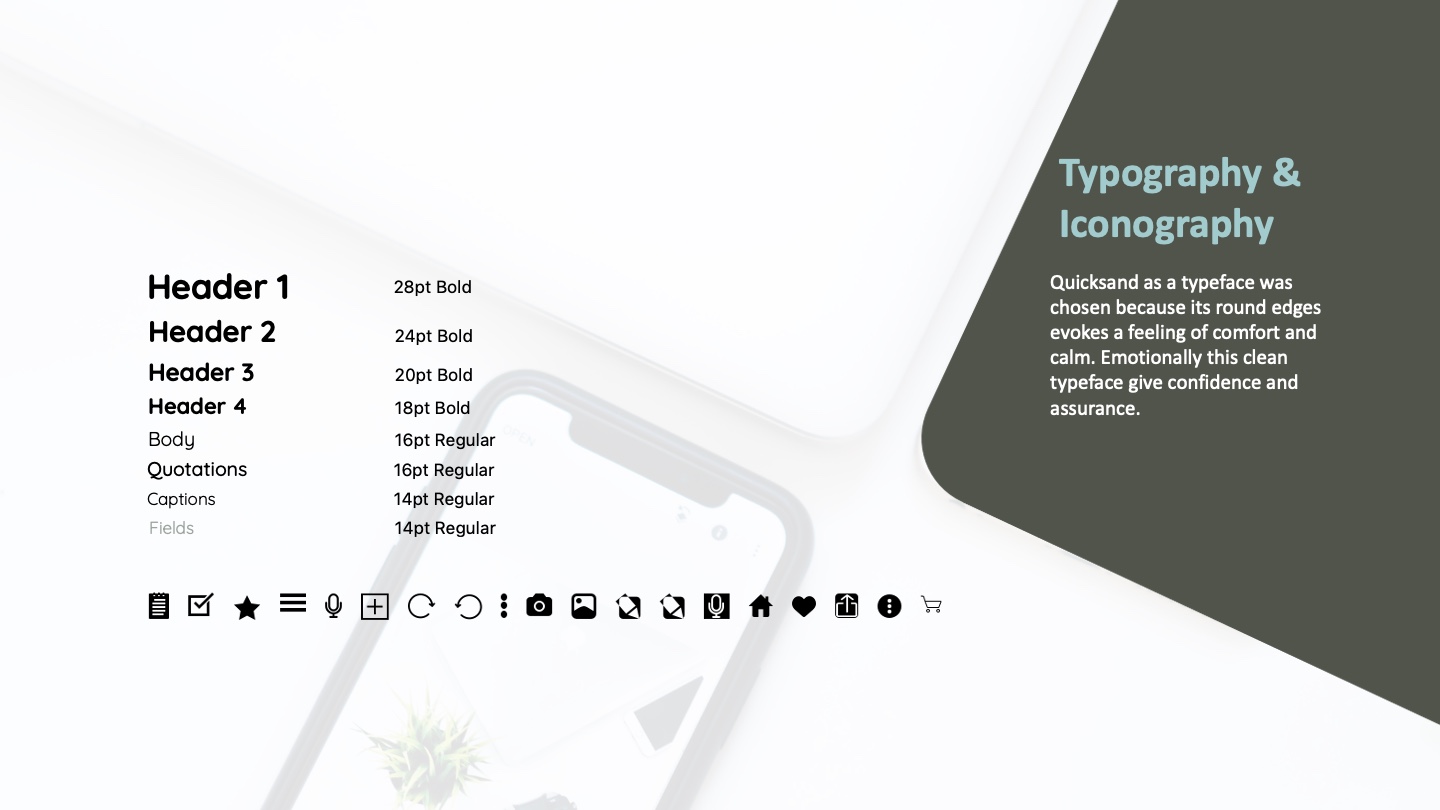 Typography &
Iconography
Quicksand as a typeface was
chosen because its round edges
evokes a feeling of comfort and
calm. Emotionally this clean
typeface give confidence and
assurance.
Header 1 28pt Bold
Header 2 24pt Bold
Header 3 20pt Bold
Header 4 18pt Bold
Body 16pt Regular
Quotations 16pt Regular
Captions 14pt Regular
Fields 14pt Regular
OPEN